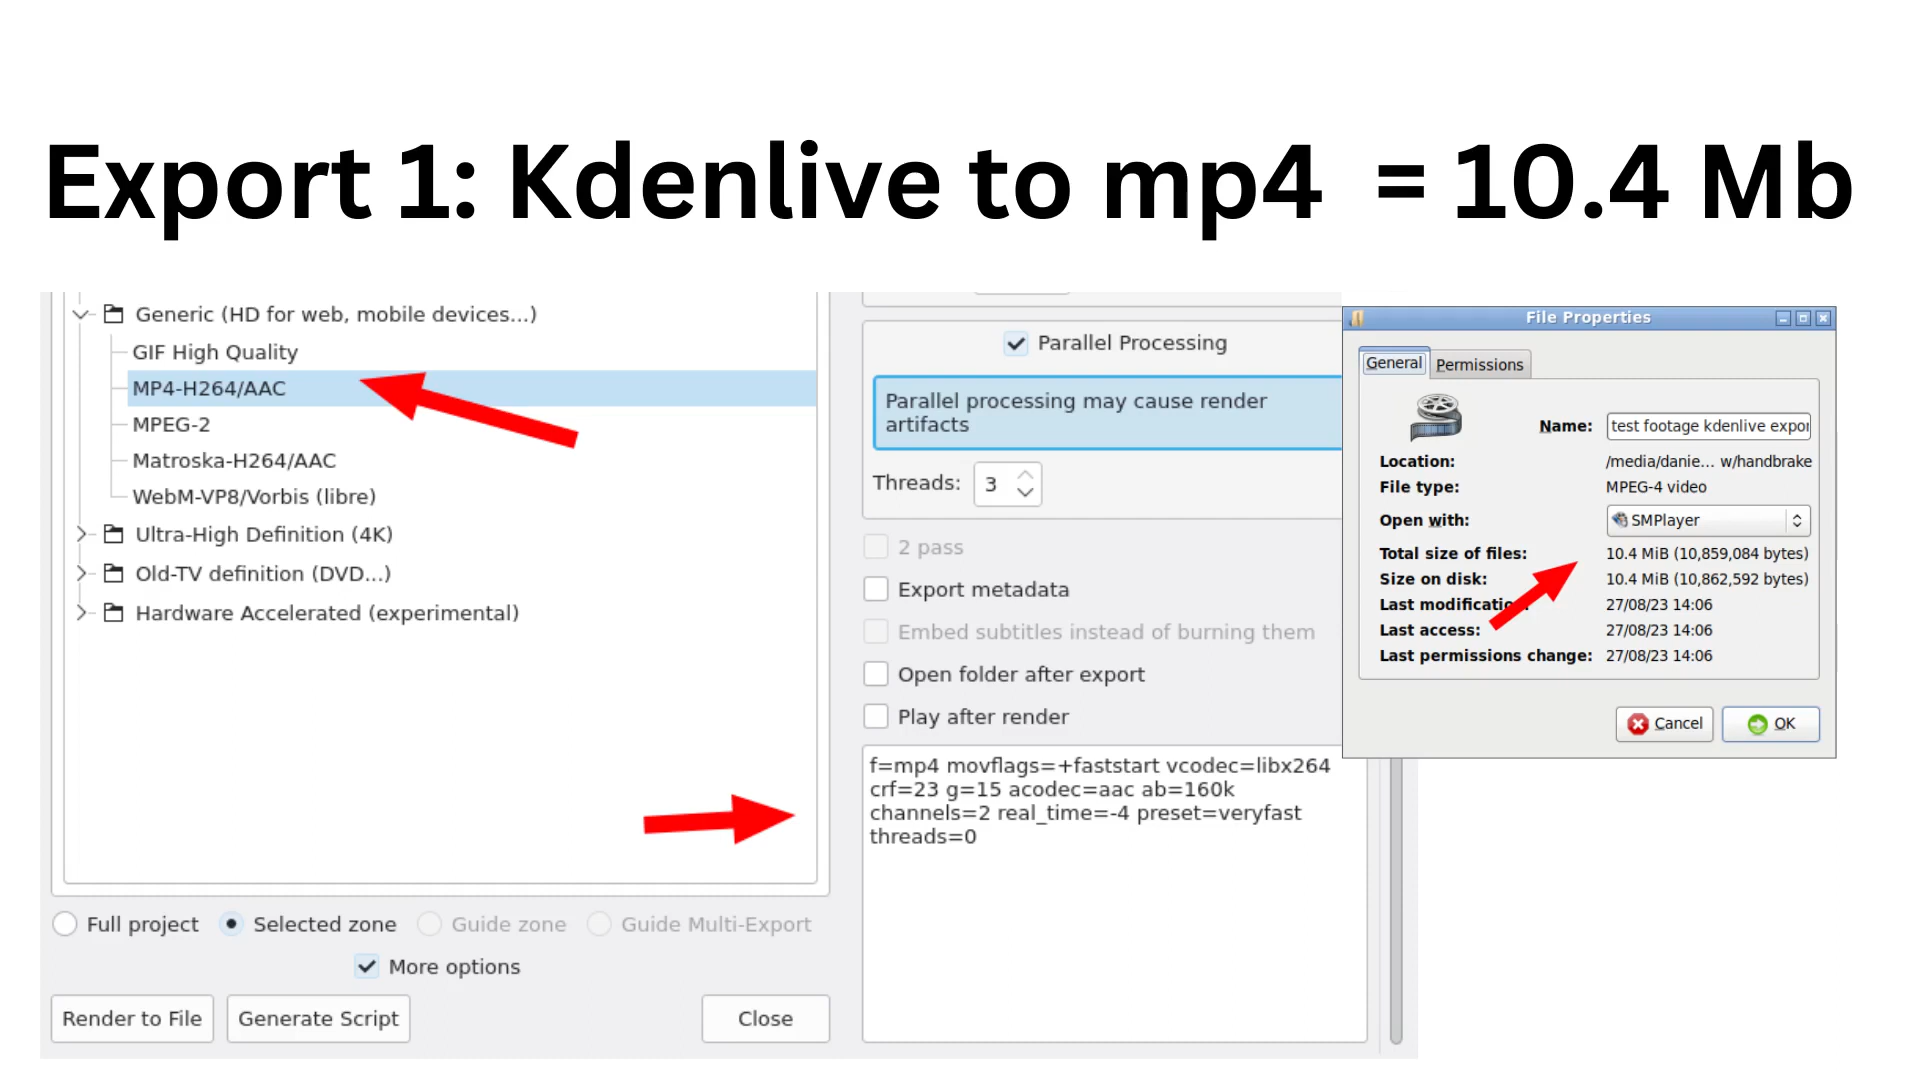 Export 1: Kdenlive to mp4 = 10.4 Mb
Generic (HD for web, mobile devices...)
GIF High Quality
MP4-H264/AAC
MPEG-2
Matroska-H264/AAC
WebM-VP8/Vorbis (libre)
Ultra-High Definition (4K)
Old-TV definition (DVD...)
Hardware Accelerated (experimental)
Full project Selected zone Guide zone Guide Multi-Export
More options
Render to File Generate Script Close
Parallel Processing
Parallel processing may cause render
artifacts
Threads: 3
2 pass
Export metadata
Embed subtitles instead of burning them
Open folder after export
Play after render
f=mp4 movflags=+faststart vcodec=libx264
crf=23 g=15 acodec=aac ab=160k
channels=2 real_time=-4 preset=veryfast
threads=0
File Properties
General Permissions
Name: test footage kdenlive expor
Location: /media/danie... w/handbrake
File type: MPEG-4 video
Open with: SMPlayer
Total size of files: 10.4 MiB (10,859,084 bytes)
Size on disk: 10.4 MiB (10,862,592 bytes)
Last modification: 27/08/23 14:06
Last access: 27/08/23 14:06
Last permissions change: 27/08/23 14:06
Cancel OK